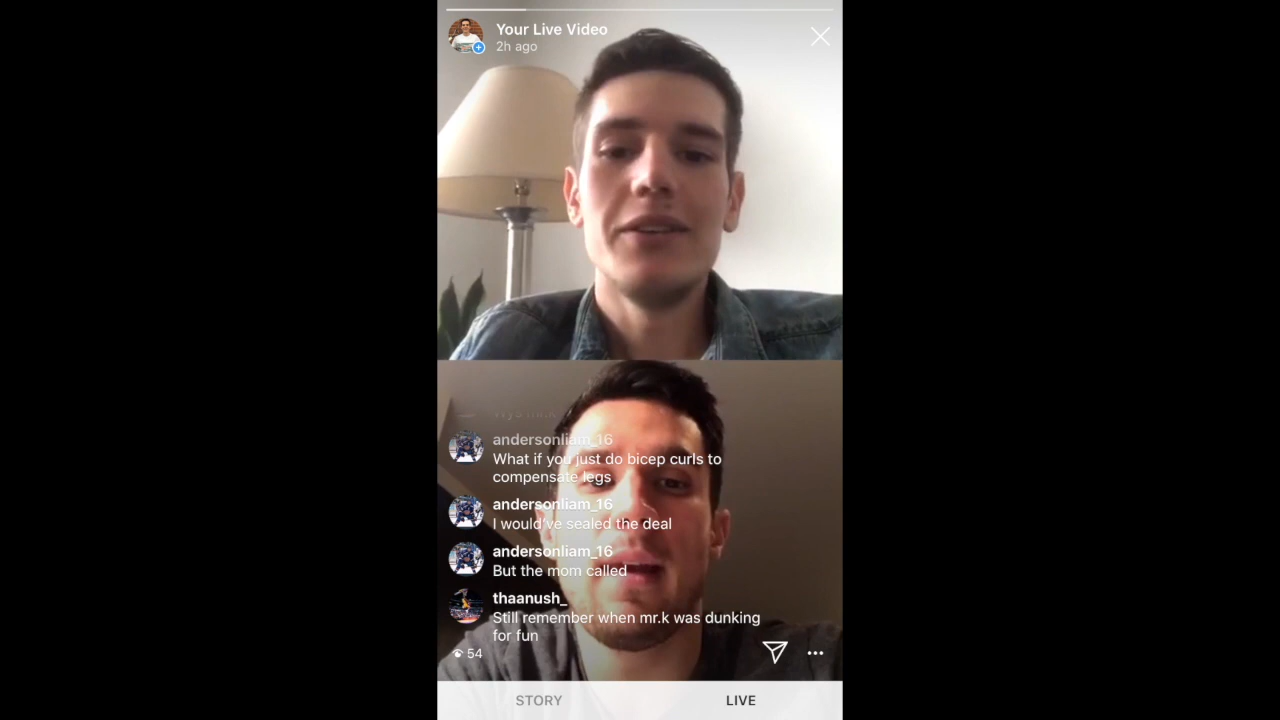 Your Live Video
2h ago
andersonliam_16
What if you just do bicep curls to
compensate legs
andersonliam_16
I would've sealed the deal
andersonliam_16
But the mom called
thaanush_
Still remember when mr.k was dunking
for fun
54
STORY
LIVE